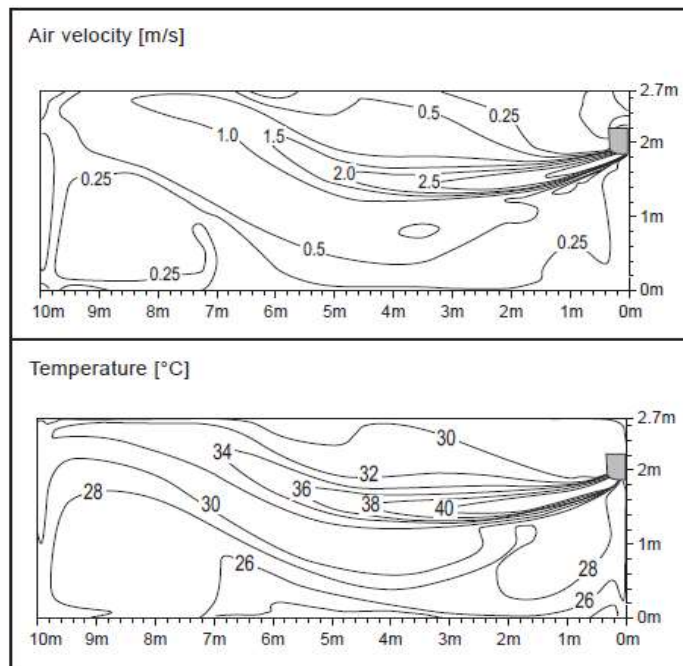 Air velocity [m/s]
2.7m
0.5 0.25
1.0 1.5 2m
2.0 2.5
0.25
1m
0.5 0.25
0.25
0m
10m 9m 8m 7m 6m 5m 4m 3m 2m 1m 0m
Temperature [°C]
2.7m
30
34 32
2m
28 30 36 38 40
1m
26 28
26
0m
10m 9m 8m 7m 6m 5m 4m 3m 2m 1m 0m